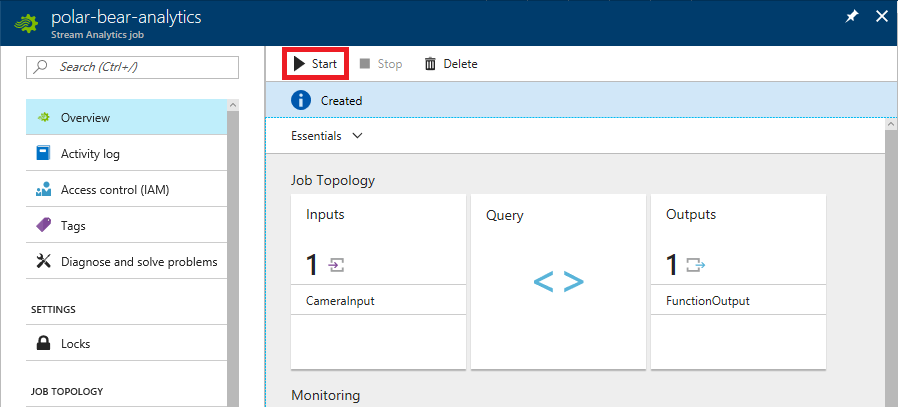 polar-bear-analytics
Stream Analytics job
Search (Ctrl+/)
Overview
Activity log
Access control (IAM)
Tags
Diagnose and solve problems
SETTINGS
Locks
JOB TOPOLOGY
Start
Stop
Delete
Created
Essentials
Job Topology
Inputs
1
CameraInput
Query
< >
Outputs
1
FunctionOutput
Monitoring